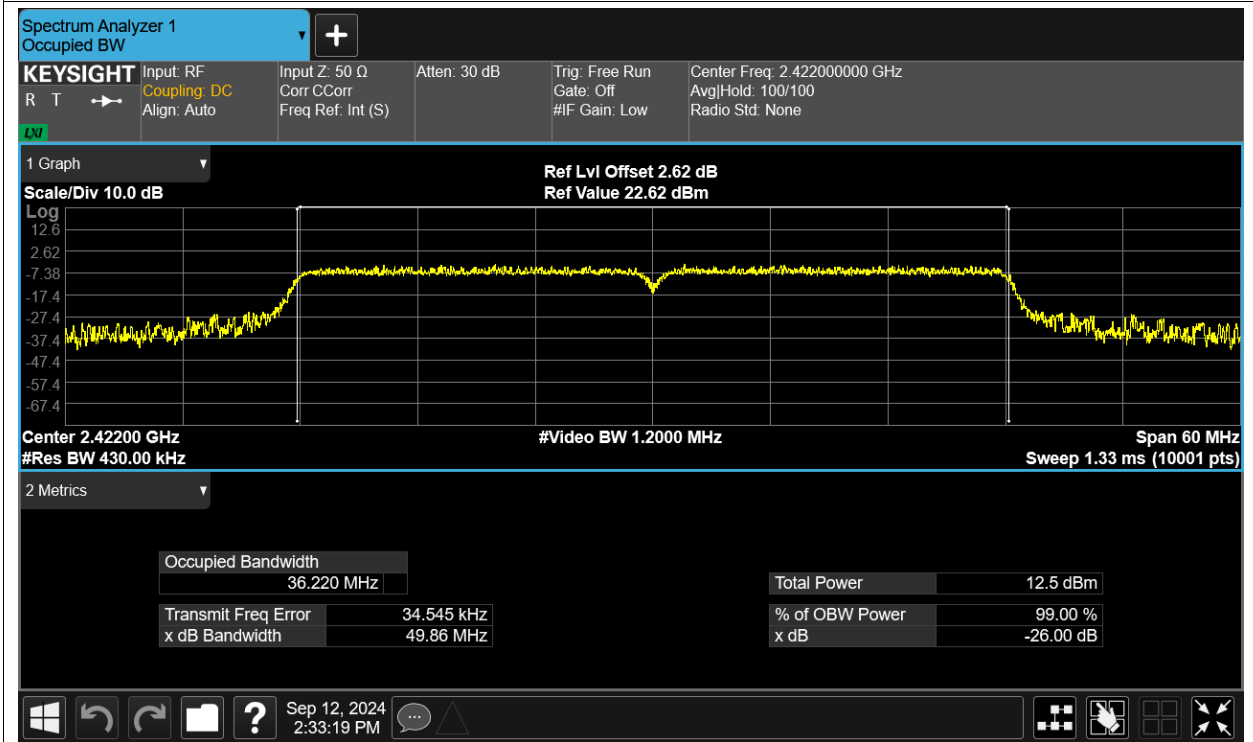 Spectrum Analyzer 1
Occupied BW
KEYSIGHT
R T
LXI
Input: RF
Coupling: DC
Align: Auto
Input Z: 50 Ω
Corr CCorr
Freq Ref: Int (S)
Atten: 30 dB
Trig: Free Run
Gate: Off
#IF Gain: Low
Center Freq: 2.422000000 GHz
Avg|Hold: 100/100
Radio Std: None
1 Graph
Scale/Div 10.0 dB
Ref Lvl Offset 2.62 dB
Ref Value 22.62 dBm
Log
12.6
2.62
-7.38
-17.4
-27.4
-37.4
-47.4
-57.4
-67.4
Center 2.42200 GHz
#Video BW 1.2000 MHz
Span 60 MHz
#Res BW 430.00 kHz
Sweep 1.33 ms (10001 pts)
2 Metrics
Occupied Bandwidth
36.220 MHz
Total Power 12.5 dBm
Transmit Freq Error 34.545 kHz
% of OBW Power 99.00 %
x dB Bandwidth 49.86 MHz
x dB -26.00 dB
?
Sep 12, 2024
2:33:19 PM